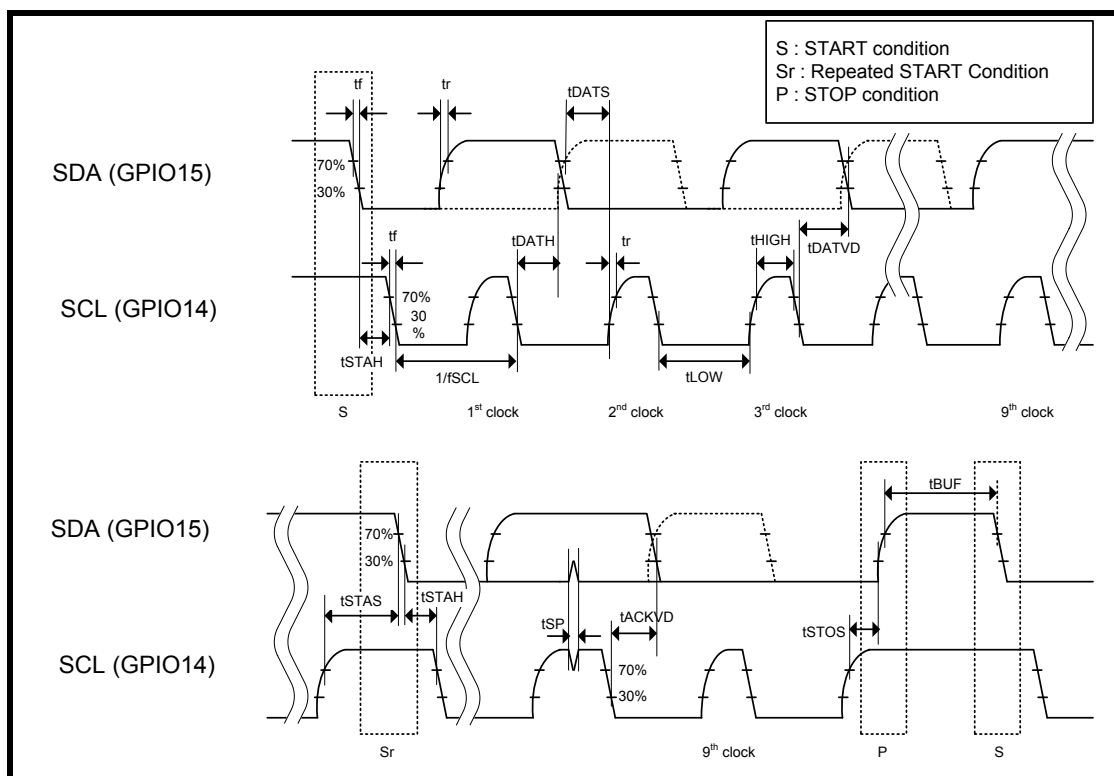 S : START condition
Sr : Repeated START Condition
P : STOP condition
tf
tr
tDATS
SDA (GPIO15)
70%
30%
tf
tDATH
tr
tHIGH
tDATVD
SCL (GPIO14)
70%
30
%
tSTAH
1/fSCL
tLOW
S
1st clock
2nd clock
3rd clock
9th clock
tBUF
SDA (GPIO15)
70%
30%
tSTAS
tSTAH
tSP
tACKVD
tSTOS
SCL (GPIO14)
70%
30%
Sr
9th clock
P
S